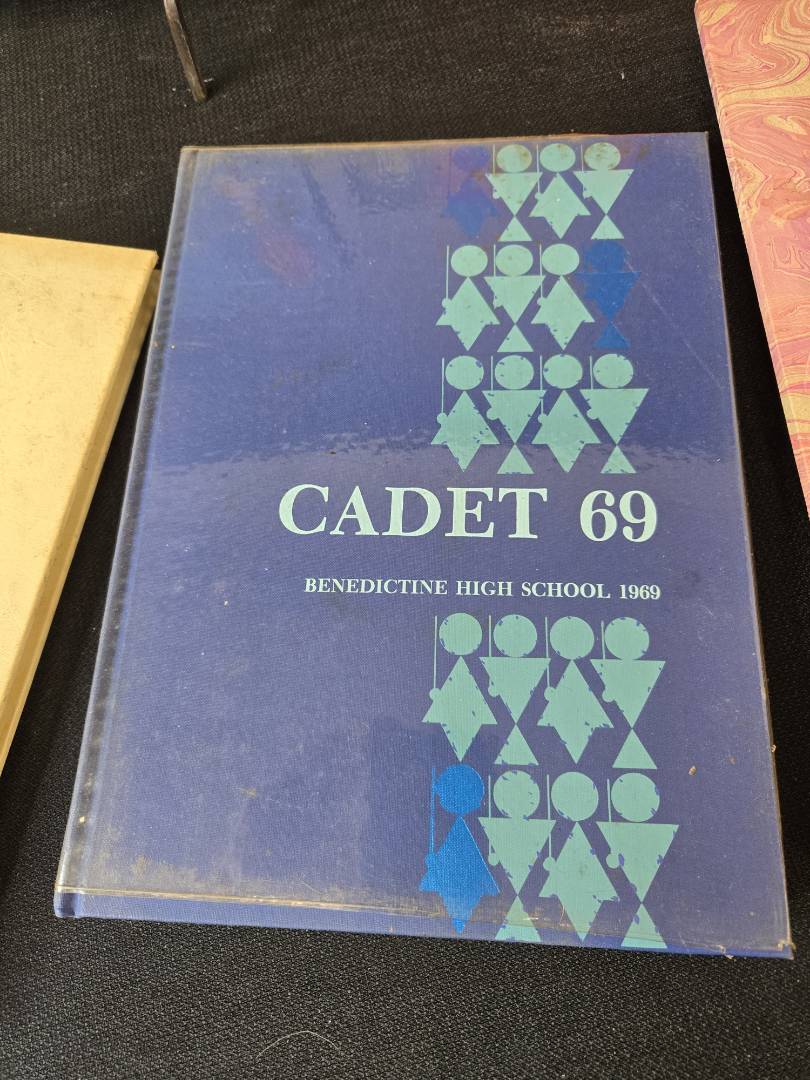 CADET 69
BENEDICTINE HIGH SCHOOL 1969